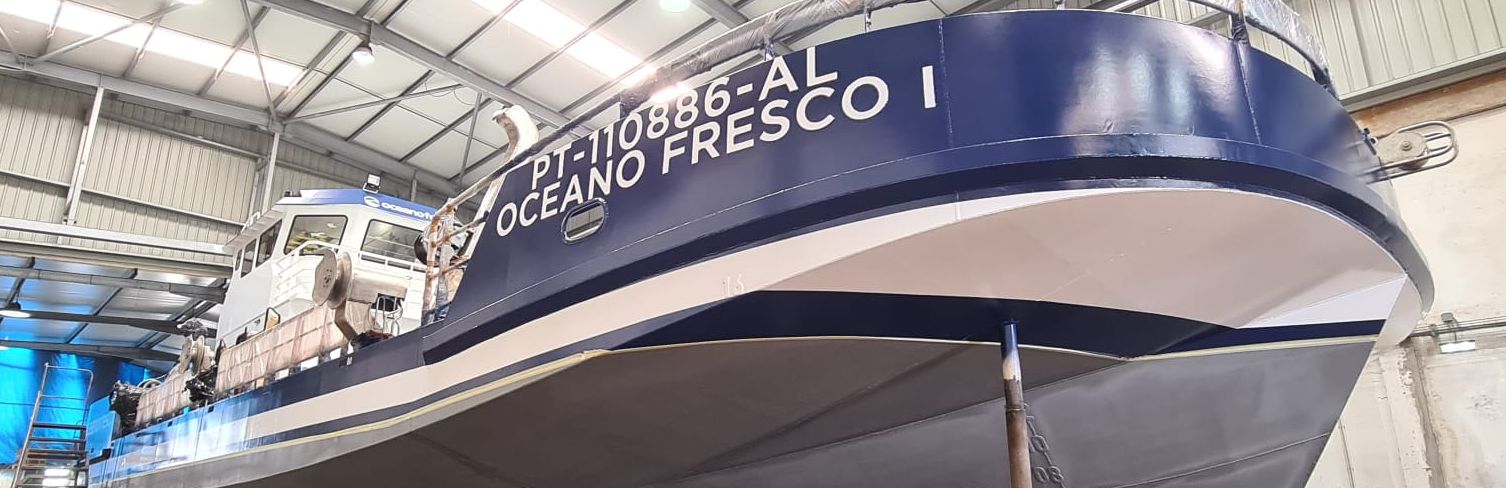 PT-110886-AL
OCEANO FRESCO I